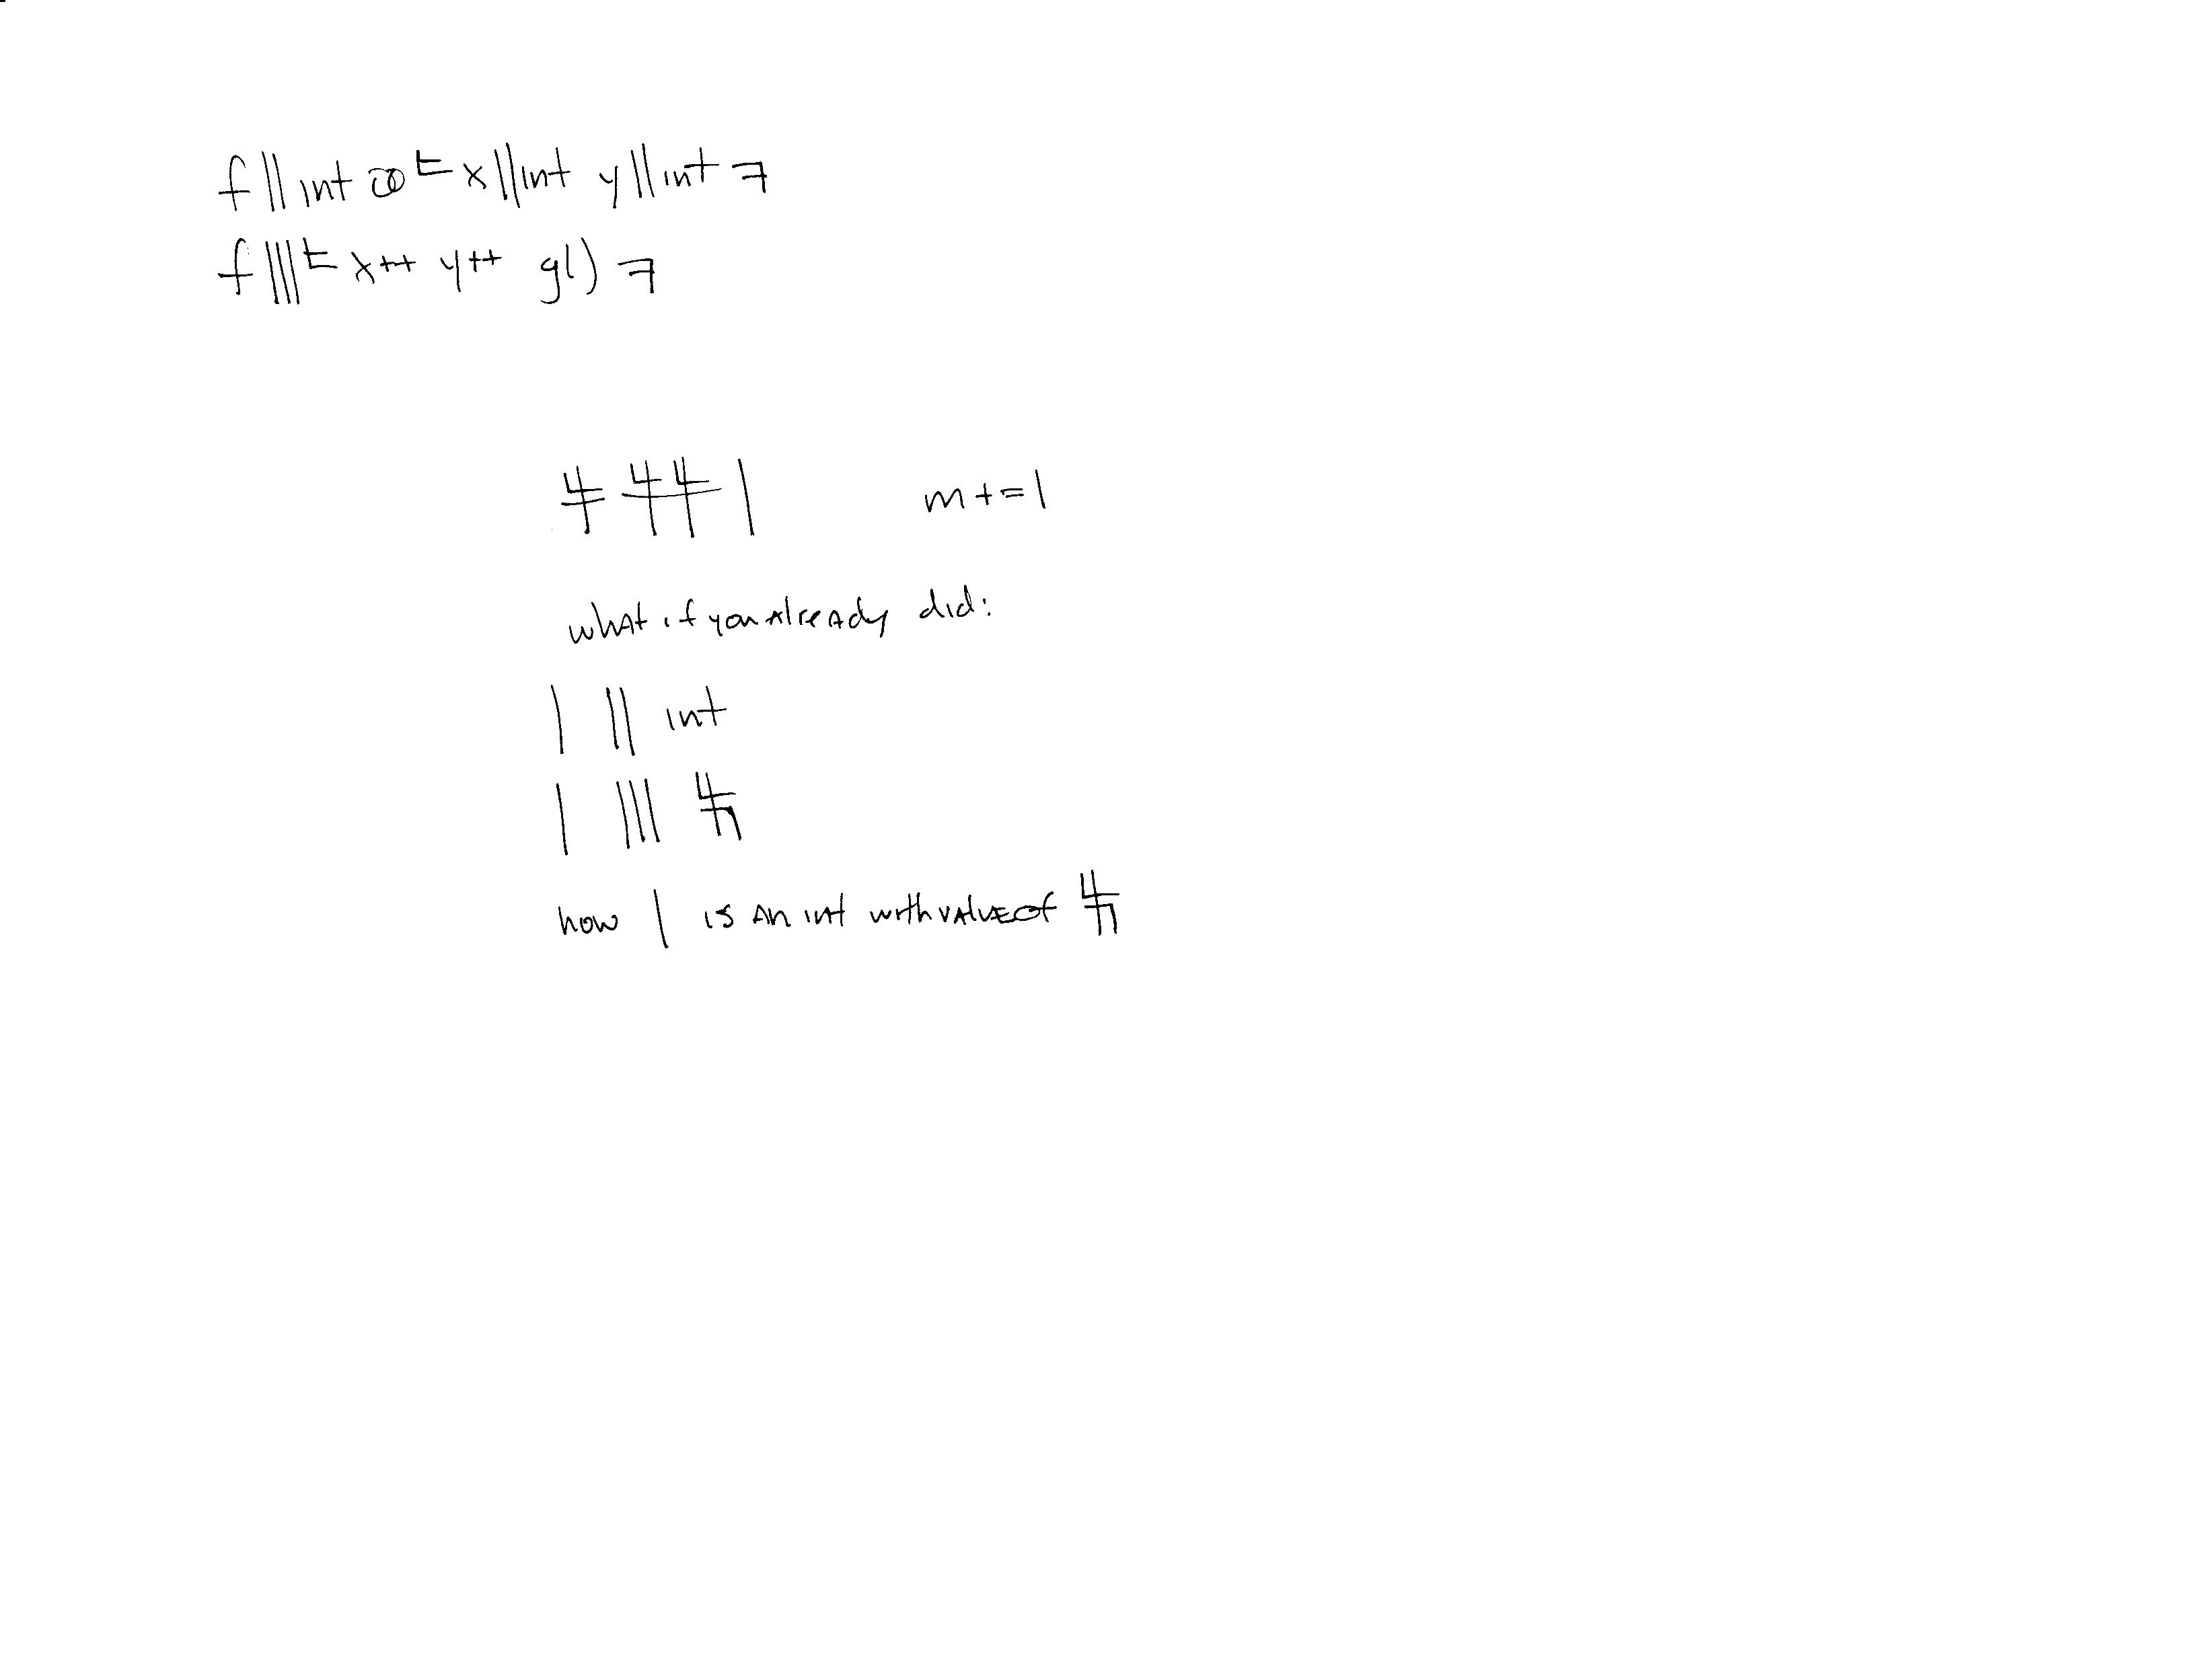 f || int x || int y || int
f ||| x++ y++ g()
| m += 1
what if you already did:
| || int
| |||
now | is an int with value of